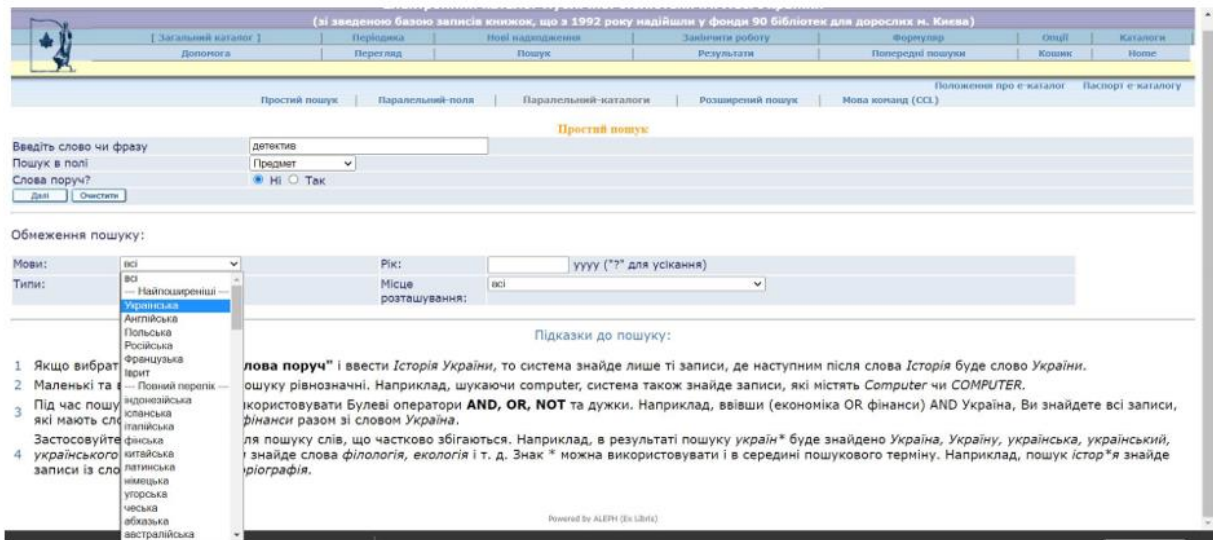 (зі зведеною базою записів книжок, що з 1992 року надійшли у фонди 90 бібліотек для дорослих м. Києва)
[ Загальний каталог ] | Періодика | Нові надходження | Закінчити роботу | Формуляр | Опції | Каталоги
Допомога | Перегляд | Пошук | Результати | Попередні пошуки | Кошик | Home
Положення про е-каталог Паспорт е-каталогу
Простий пошук | Паралельний-поля | Паралельний-каталоги | Розширений пошук | Мова команд (CCL)
Простий пошук
Введіть слово чи фразу детектив
Пошук в полі Предмет
Слова поруч? Ні Так
Далі Очистити
Обмеження пошуку:
Мови: всі Рік: yyyy ("?" для усікання)
Типи: Місце розташування: всі
всі
--- Найпоширеніші ---
Українська
Англійська
Польська
Російська
Французька
Іврит
--- Повний перелік ---
індонезійська
іспанська
італійська
фінська
китайська
латинська
німецька
угорська
чеська
абхазька
австралійська
Підказки до пошуку:
1 Якщо вибрат лова поруч" і ввести Історія України, то система знайде лише ті записи, де наступним після слова Історія буде слово України.
2 Маленькі та ошуку рівнозначні. Наприклад, шукаючи computer, система також знайде записи, які містять Computer чи COMPUTER.
3 Під час пошу користовувати Булеві оператори AND, OR, NOT та дужки. Наприклад, ввівши (економіка OR фінанси) AND Україна, Ви знайдете всі записи,
які мають сло фінанси разом зі словом Україна.
Застосовуйте ля пошуку слів, що частково збігаються. Наприклад, в результаті пошуку україн* буде знайдено Україна, Україну, українська, український,
4 українського знайде слова філологія, екологія і т. д. Знак * можна використовувати і в середині пошукового терміну. Наприклад, пошук істор*я знайде
записи із сло ріографія.
Powered by ALEPH (Ex Libris)